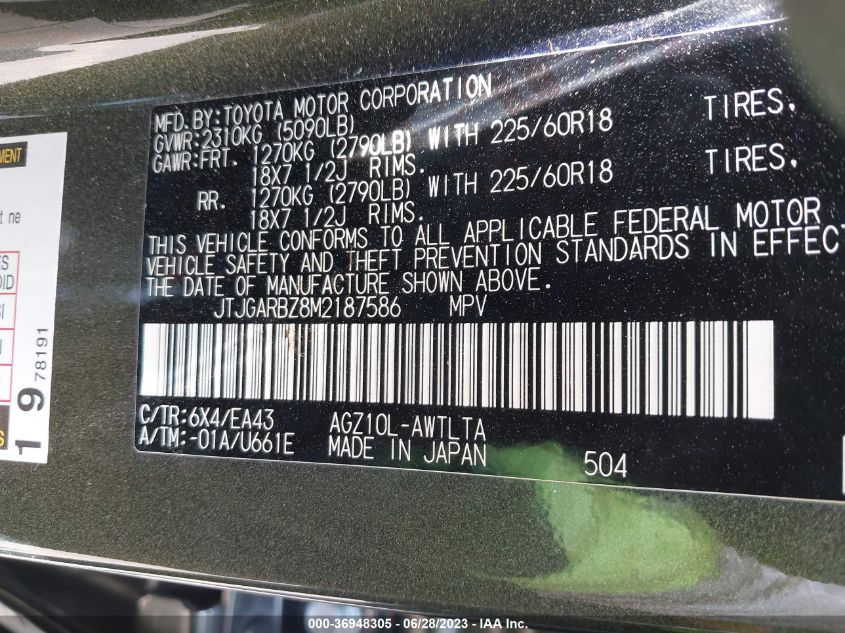 MFD. BY: TOYOTA MOTOR CORPORATION
GVWR: 2310KG (5090LB)
GAWR: FRT. 1270KG (2790LB) WITH 225/60R18 TIRES,
18X7 1/2J RIMS.
RR. 1270KG (2790LB) WITH 225/60R18 TIRES,
18X7 1/2J RIMS.
THIS VEHICLE CONFORMS TO ALL APPLICABLE FEDERAL MOTOR
VEHICLE SAFETY AND THEFT PREVENTION STANDARDS IN EFFECT
THE DATE OF MANUFACTURE SHOWN ABOVE.
JTJGARBZ8M2187586 MPV
C/TR: 6X4/EA43 AGZ10L-AWTLTA
A/TM: -01A/U661E MADE IN JAPAN 504
19 78191
000-36948305 - 06/28/2023 - IAA Inc.